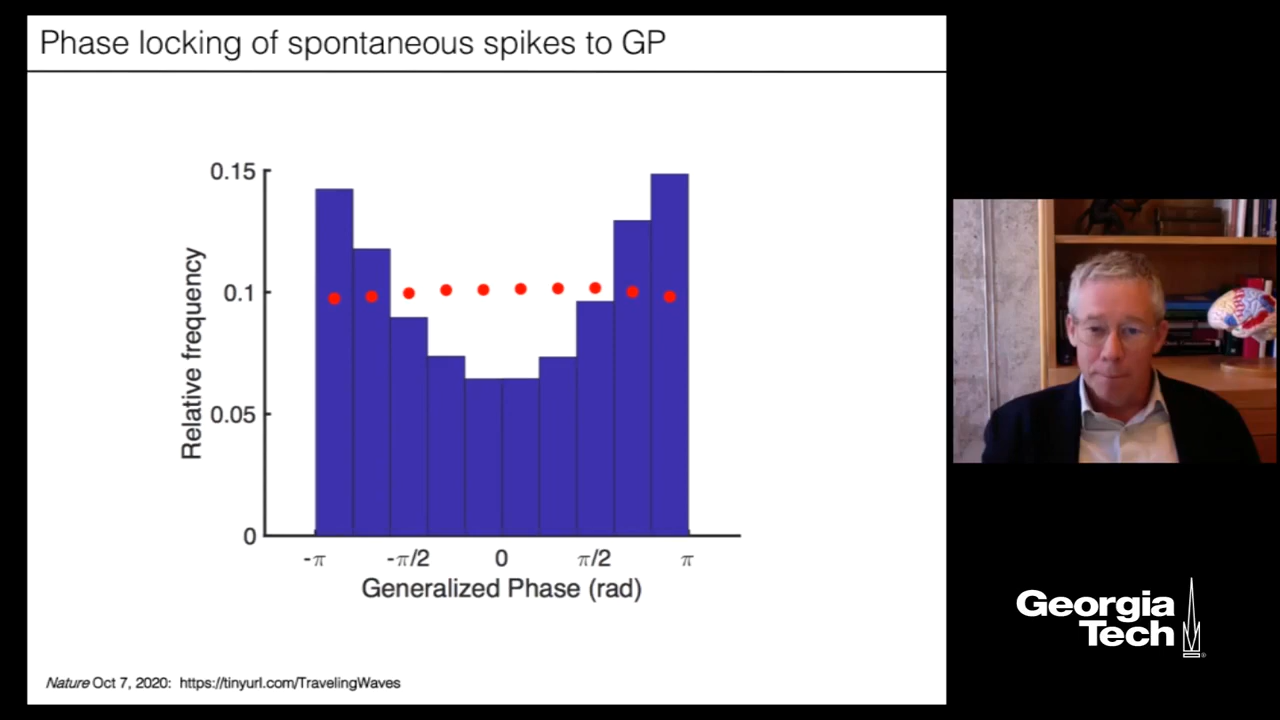 Phase locking of spontaneous spikes to GP
0.15
0.1
0.05
0
Relative frequency
-π
-π/2
0
π/2
π
Generalized Phase (rad)
Nature Oct 7, 2020: https://tinyurl.com/TravelingWaves
Georgia
Tech